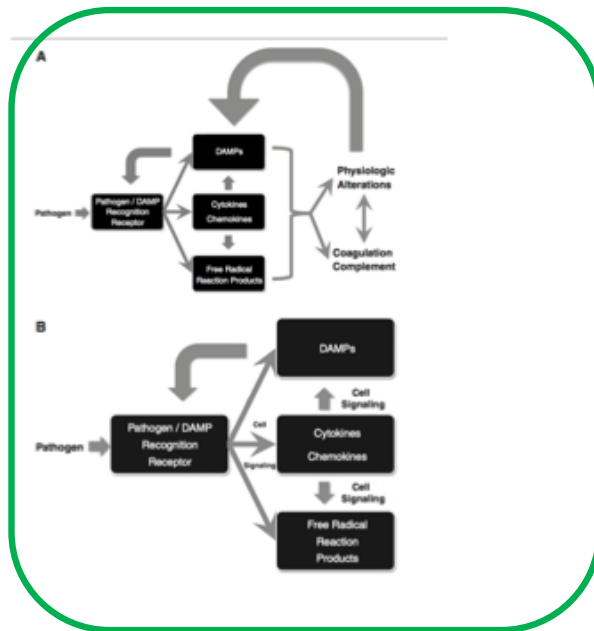 A
DAMPs
Physiologic
Alterations
Pathogen / DAMP
Recognition
Receptor
Pathogen
Cytokines
Chemokines
Coagulation
Complement
Free Radical
Reaction Products
B
DAMPs
Cell
Signaling
Pathogen / DAMP
Recognition
Receptor
Pathogen
Cell
Signaling
Cytokines
Chemokines
Cell
Signaling
Free Radical
Reaction
Products